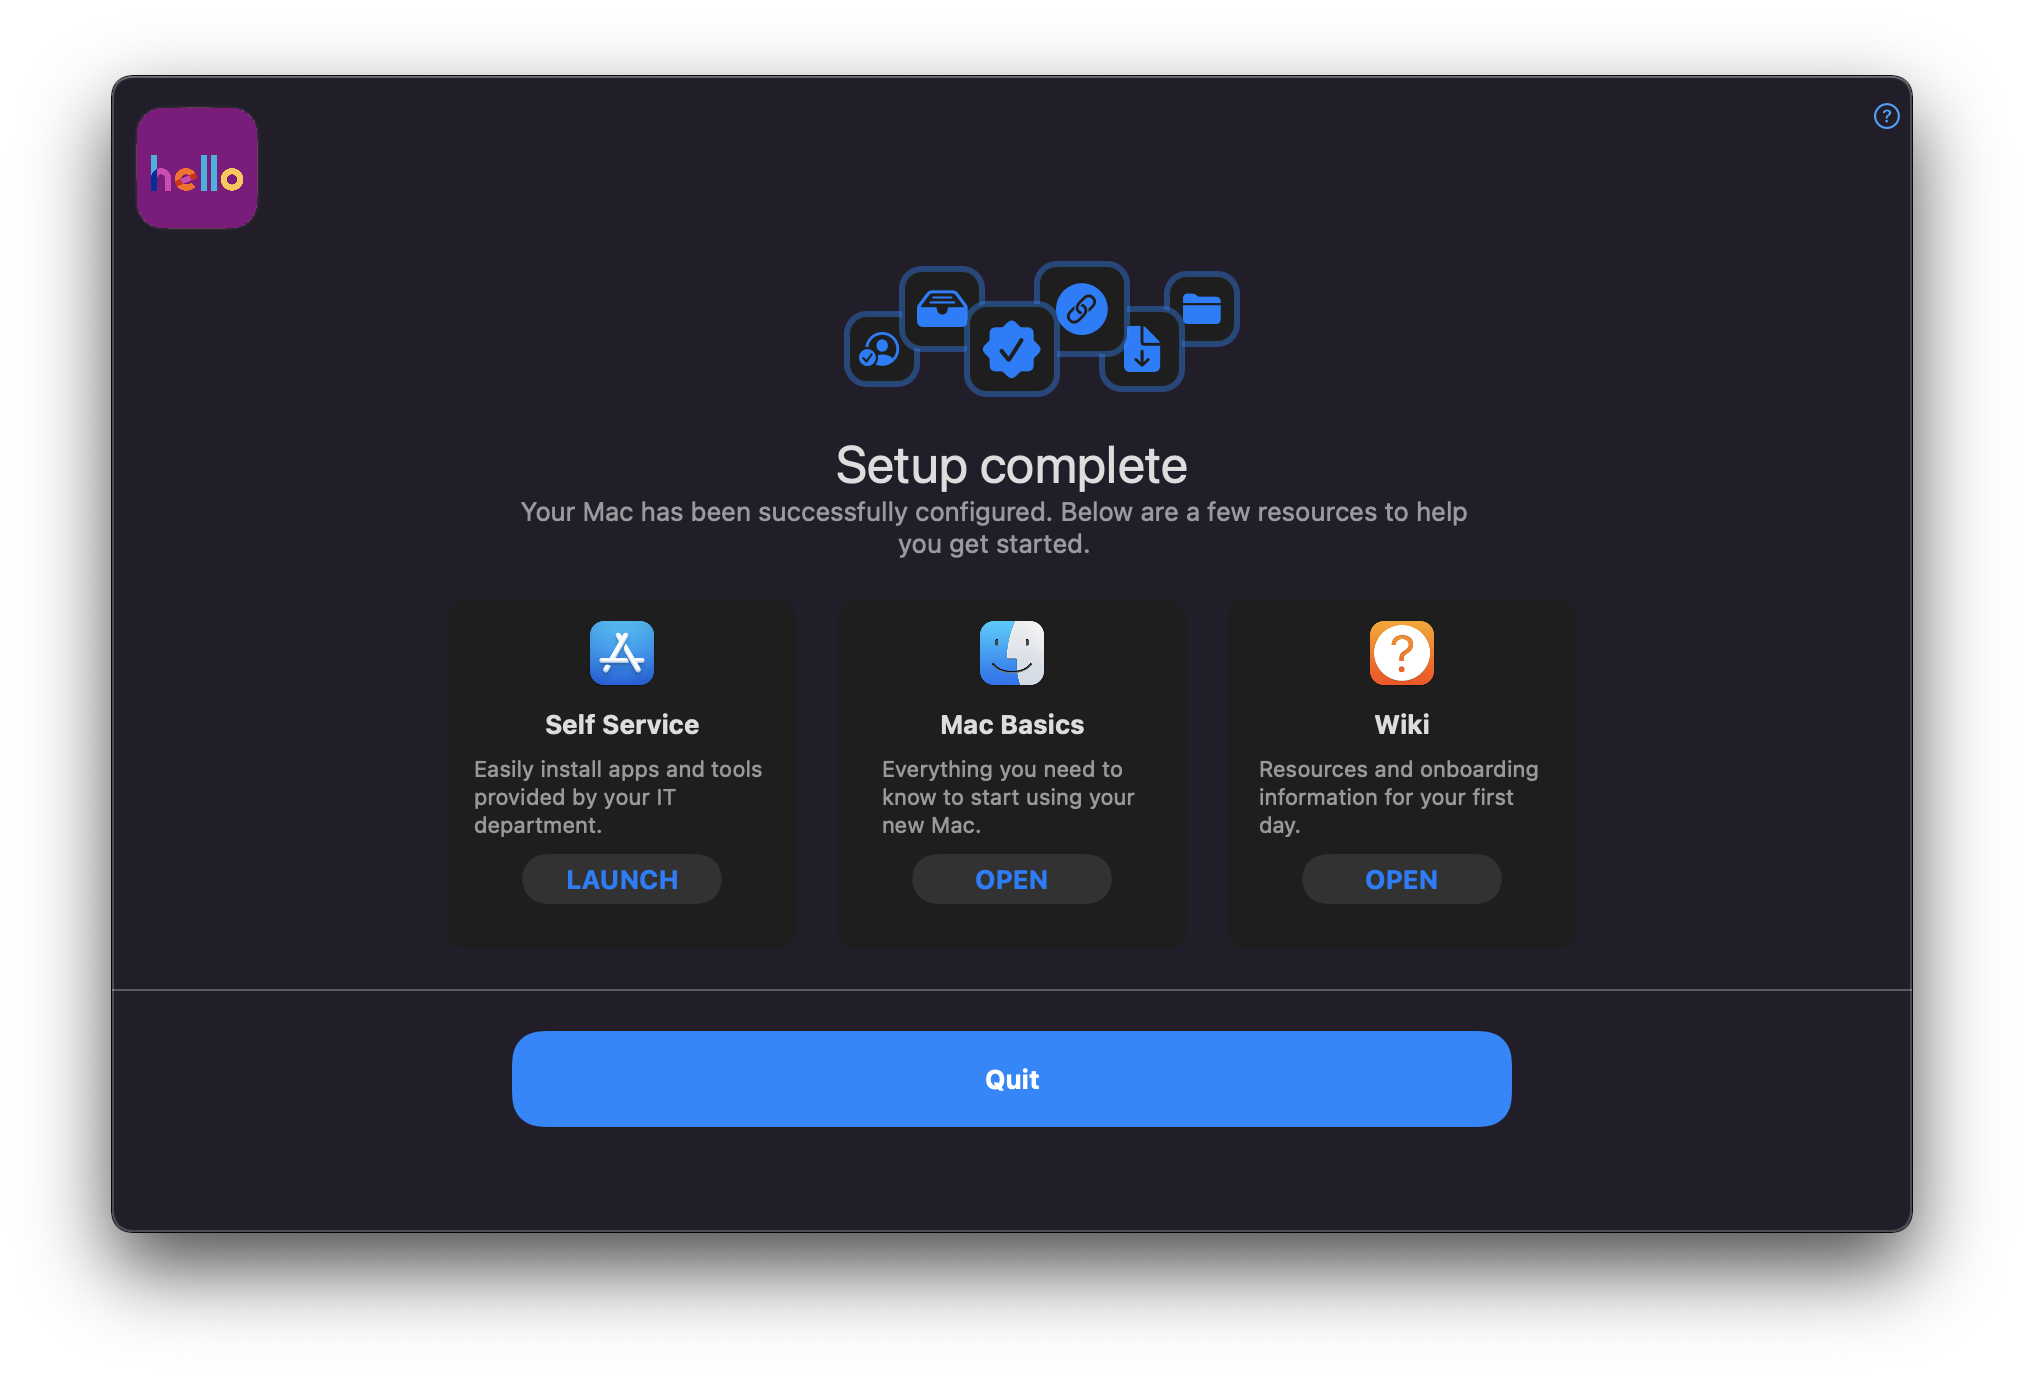 hello
?
Setup complete
Your Mac has been successfully configured. Below are a few resources to help
you get started.
Self Service
Easily install apps and tools
provided by your IT
department.
LAUNCH
Mac Basics
Everything you need to
know to start using your
new Mac.
OPEN
?
Wiki
Resources and onboarding
information for your first
day.
OPEN
Quit